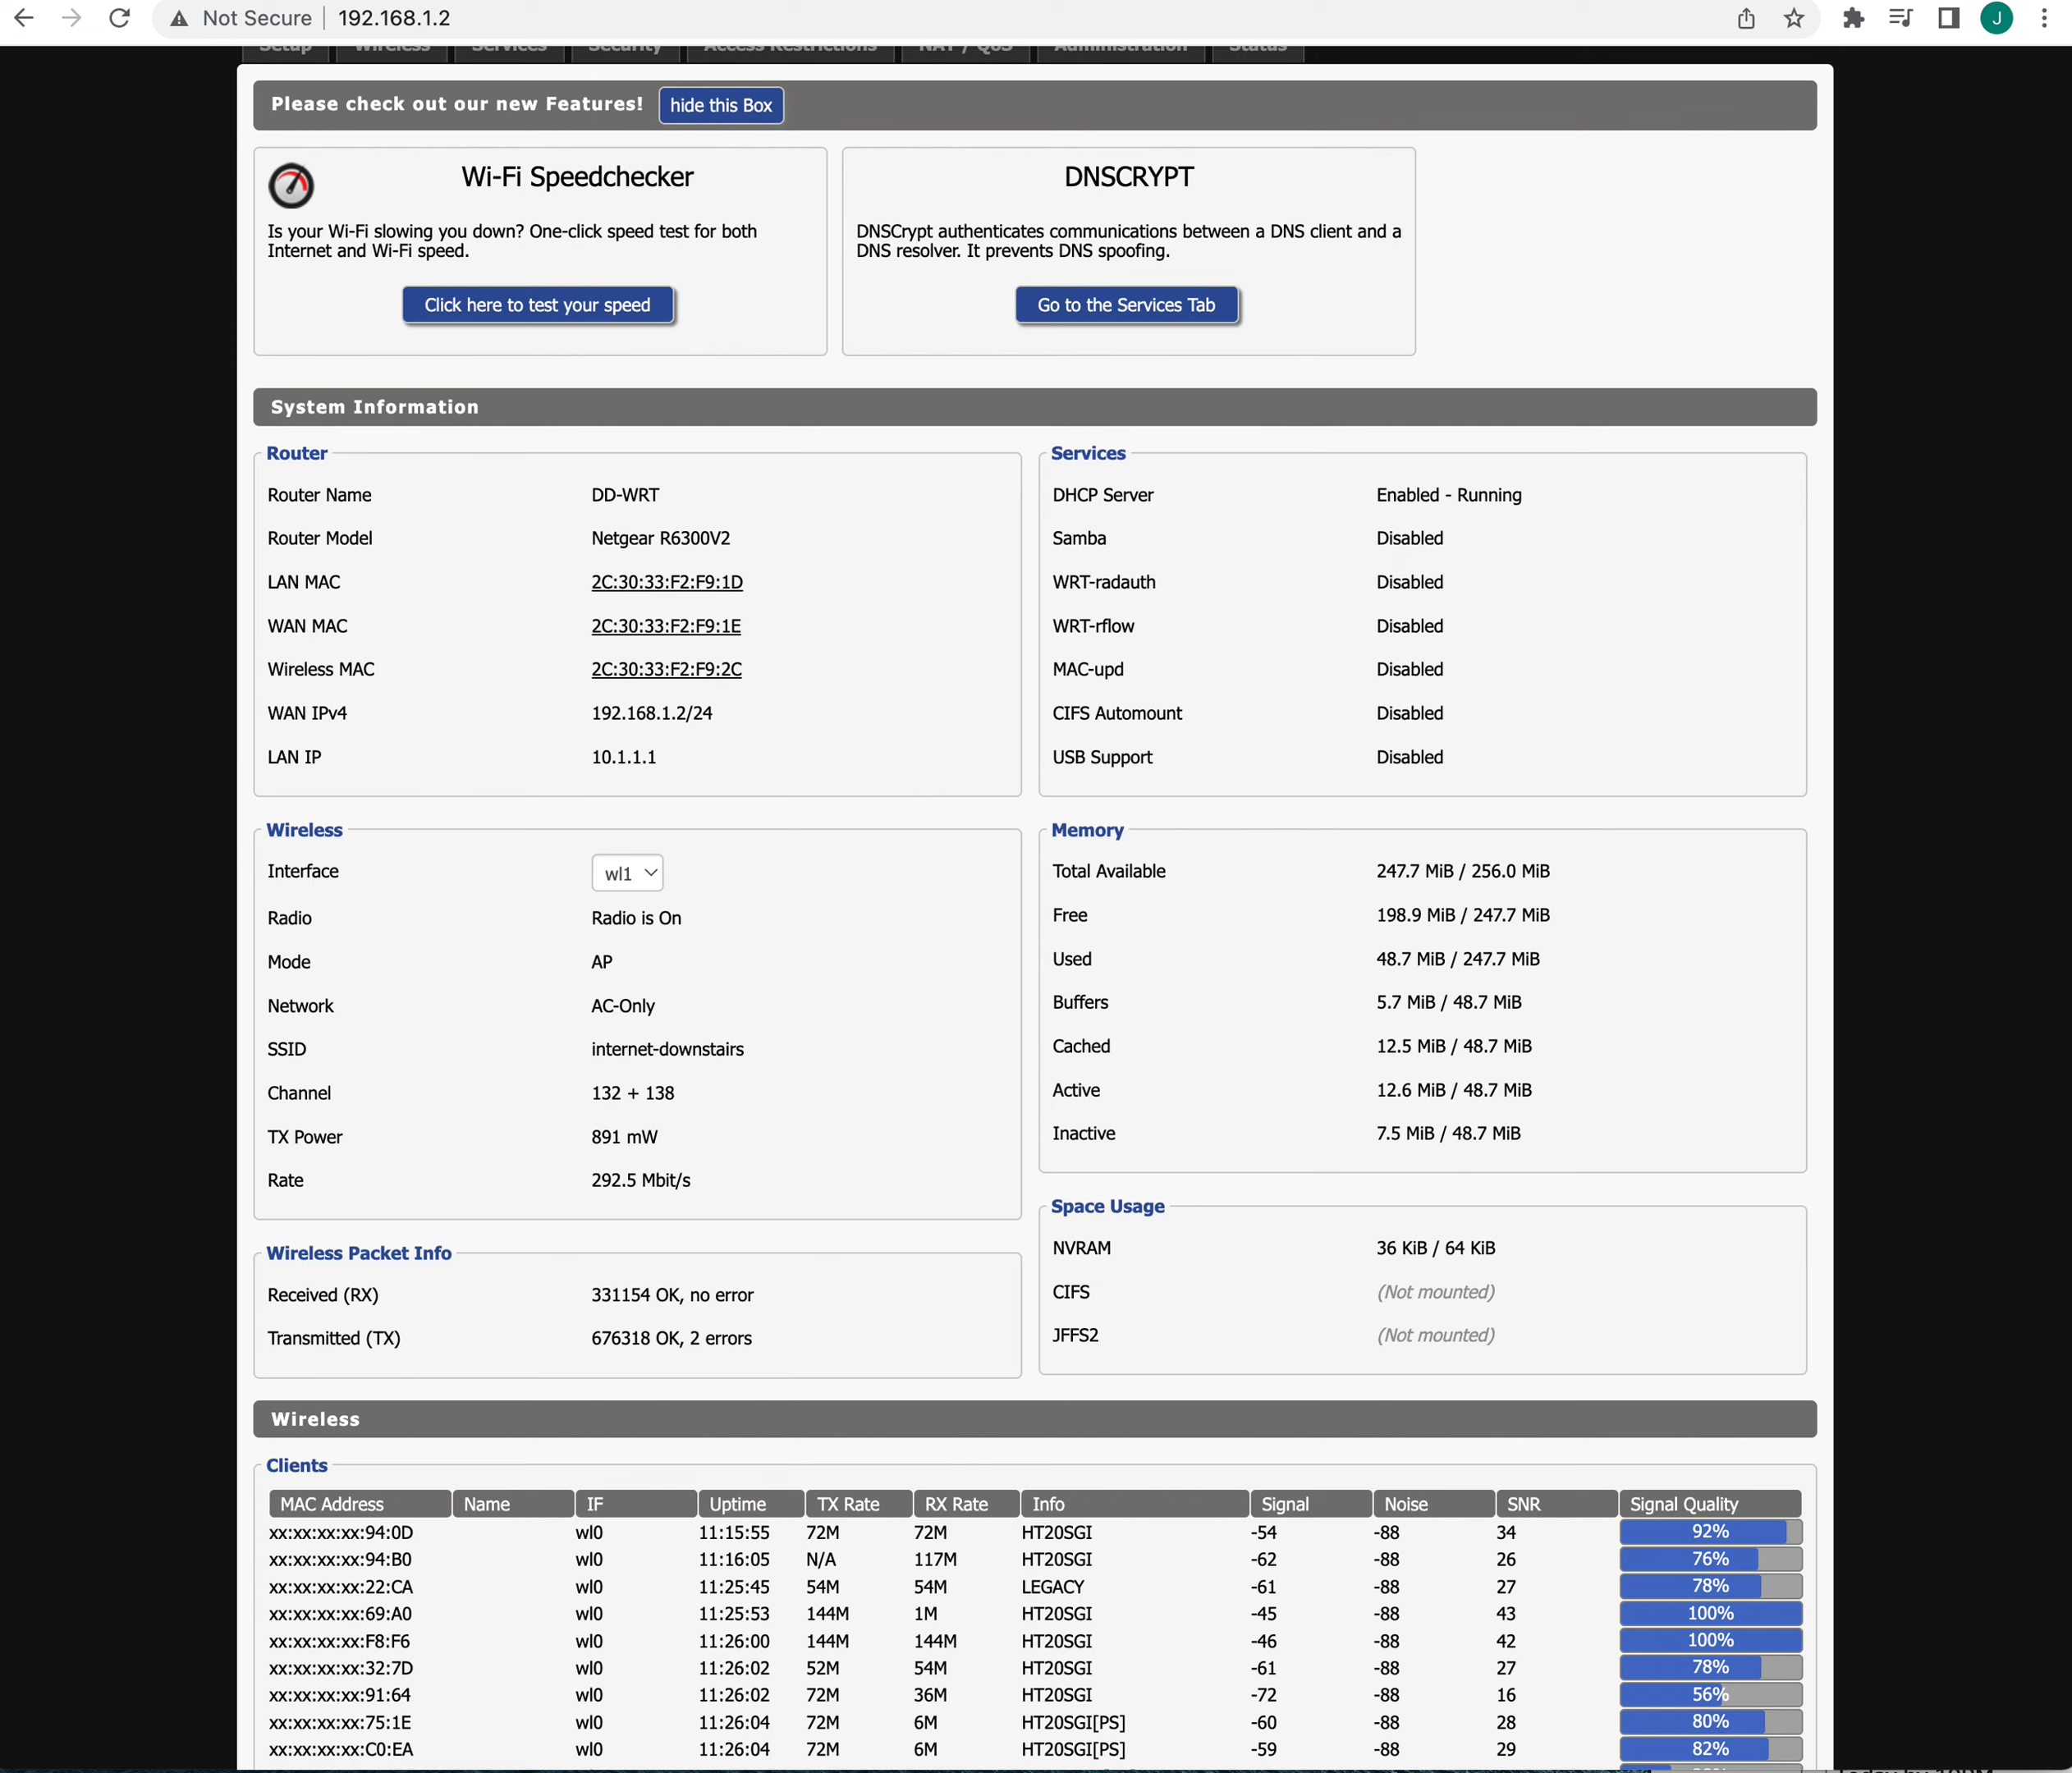 Not Secure | 192.168.1.2
J
Setup Wireless Services Security Access Restrictions NAT / QoS Administration Status
Please check out our new Features! hide this Box
Wi-Fi Speedchecker
Is your Wi-Fi slowing you down? One-click speed test for both
Internet and Wi-Fi speed.
Click here to test your speed
DNSCRYPT
DNSCrypt authenticates communications between a DNS client and a
DNS resolver. It prevents DNS spoofing.
Go to the Services Tab
System Information
Router
Router Name DD-WRT
Router Model Netgear R6300V2
LAN MAC 2C:30:33:F2:F9:1D
WAN MAC 2C:30:33:F2:F9:1E
Wireless MAC 2C:30:33:F2:F9:2C
WAN IPv4 192.168.1.2/24
LAN IP 10.1.1.1
Services
DHCP Server Enabled - Running
Samba Disabled
WRT-radauth Disabled
WRT-rflow Disabled
MAC-upd Disabled
CIFS Automount Disabled
USB Support Disabled
Wireless
Interface wl1
Radio Radio is On
Mode AP
Network AC-Only
SSID internet-downstairs
Channel 132 + 138
TX Power 891 mW
Rate 292.5 Mbit/s
Memory
Total Available 247.7 MiB / 256.0 MiB
Free 198.9 MiB / 247.7 MiB
Used 48.7 MiB / 247.7 MiB
Buffers 5.7 MiB / 48.7 MiB
Cached 12.5 MiB / 48.7 MiB
Active 12.6 MiB / 48.7 MiB
Inactive 7.5 MiB / 48.7 MiB
Wireless Packet Info
Received (RX) 331154 OK, no error
Transmitted (TX) 676318 OK, 2 errors
Space Usage
NVRAM 36 KiB / 64 KiB
CIFS (Not mounted)
JFFS2 (Not mounted)
Wireless
Clients
MAC Address Name IF Uptime TX Rate RX Rate Info Signal Noise SNR Signal Quality
xx:xx:xx:xx:94:0D wl0 11:15:55 72M 72M HT20SGI -54 -88 34 92%
xx:xx:xx:xx:94:B0 wl0 11:16:05 N/A 117M HT20SGI -62 -88 26 76%
xx:xx:xx:xx:22:CA wl0 11:25:45 54M 54M LEGACY -61 -88 27 78%
xx:xx:xx:xx:69:A0 wl0 11:25:53 144M 1M HT20SGI -45 -88 43 100%
xx:xx:xx:xx:F8:F6 wl0 11:26:00 144M 144M HT20SGI -46 -88 42 100%
xx:xx:xx:xx:32:7D wl0 11:26:02 52M 54M HT20SGI -61 -88 27 78%
xx:xx:xx:xx:91:64 wl0 11:26:02 72M 36M HT20SGI -72 -88 16 56%
xx:xx:xx:xx:75:1E wl0 11:26:04 72M 6M HT20SGI[PS] -60 -88 28 80%
xx:xx:xx:xx:C0:EA wl0 11:26:04 72M 6M HT20SGI[PS] -59 -88 29 82%